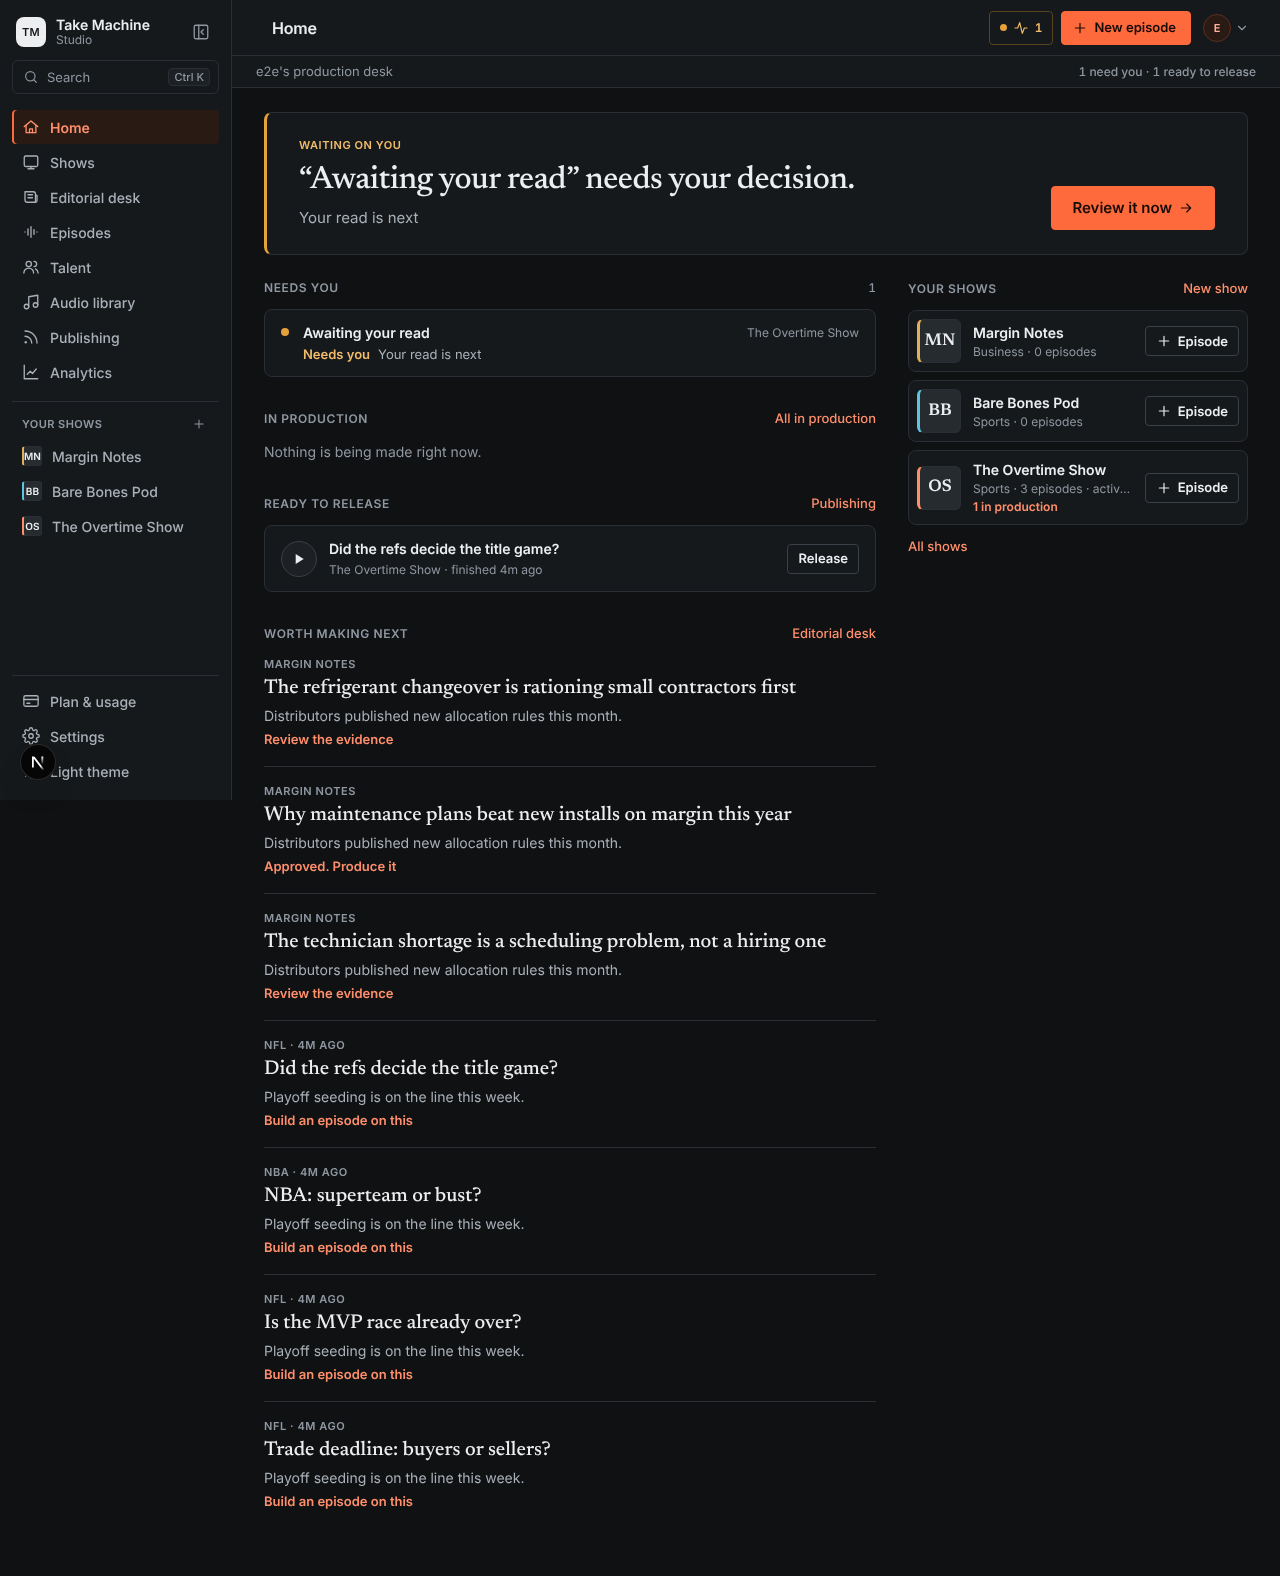 TM
Take Machine
Studio
Search
Ctrl K
Home
Shows
Editorial desk
Episodes
Talent
Audio library
Publishing
Analytics
YOUR SHOWS
MN
Margin Notes
BB
Bare Bones Pod
OS
The Overtime Show
Plan & usage
Settings
N
Light theme
Home
1
New episode
E
e2e's production desk
1 need you · 1 ready to release
WAITING ON YOU
“Awaiting your read” needs your decision.
Your read is next
Review it now
NEEDS YOU
1
Awaiting your read
The Overtime Show
Needs you Your read is next
IN PRODUCTION
All in production
Nothing is being made right now.
READY TO RELEASE
Publishing
Did the refs decide the title game?
The Overtime Show · finished 4m ago
Release
WORTH MAKING NEXT
Editorial desk
MARGIN NOTES
The refrigerant changeover is rationing small contractors first
Distributors published new allocation rules this month.
Review the evidence
MARGIN NOTES
Why maintenance plans beat new installs on margin this year
Distributors published new allocation rules this month.
Approved. Produce it
MARGIN NOTES
The technician shortage is a scheduling problem, not a hiring one
Distributors published new allocation rules this month.
Review the evidence
NFL · 4M AGO
Did the refs decide the title game?
Playoff seeding is on the line this week.
Build an episode on this
NBA · 4M AGO
NBA: superteam or bust?
Playoff seeding is on the line this week.
Build an episode on this
NFL · 4M AGO
Is the MVP race already over?
Playoff seeding is on the line this week.
Build an episode on this
NFL · 4M AGO
Trade deadline: buyers or sellers?
Playoff seeding is on the line this week.
Build an episode on this
YOUR SHOWS
New show
MN
Margin Notes
Business · 0 episodes
Episode
BB
Bare Bones Pod
Sports · 0 episodes
Episode
OS
The Overtime Show
Sports · 3 episodes · activ...
1 in production
Episode
All shows